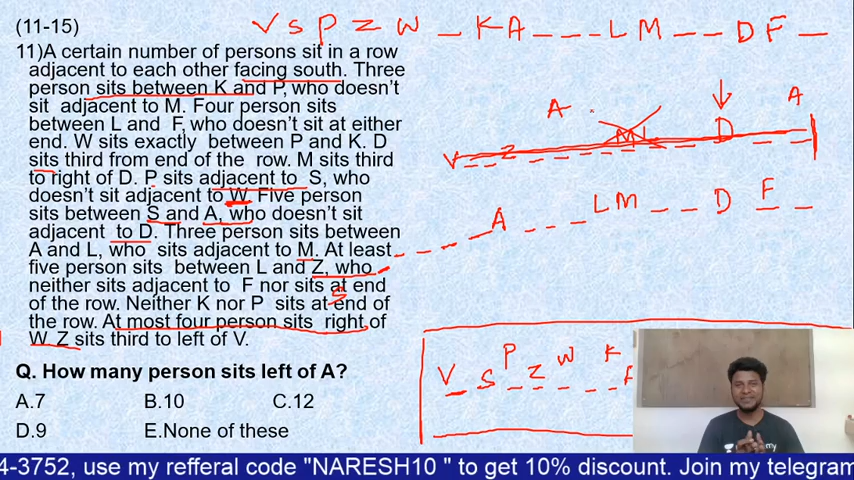 (11-15)
V S P Z W _ K A _ _ _ L M _ _ D F _
11)A certain number of persons sit in a row
adjacent to each other facing south. Three
person sits between K and P, who doesn't
sit adjacent to M. Four person sits
between L and F, who doesn't sit at either
end. W sits exactly between P and K. D
sits third from end of the row. M sits third
to right of D. P sits adjacent to S, who
doesn't sit adjacent to W. Five person
sits between S and A, who doesn't sit
adjacent to D. Three person sits between
A and L, who sits adjacent to M. At least
five person sits between L and Z, who
neither sits adjacent to F nor sits at end
of the row. Neither K nor P sits at end of
the row. At most four person sits right of
W. Z sits third to left of V.
Q. How many person sits left of A?
A.7 B.10 C.12
D.9 E.None of these
A A
V Z D
A L M D F
S
V S P Z W K
4-3752, use my refferal code "NARESH10 " to get 10% discount. Join my telegram